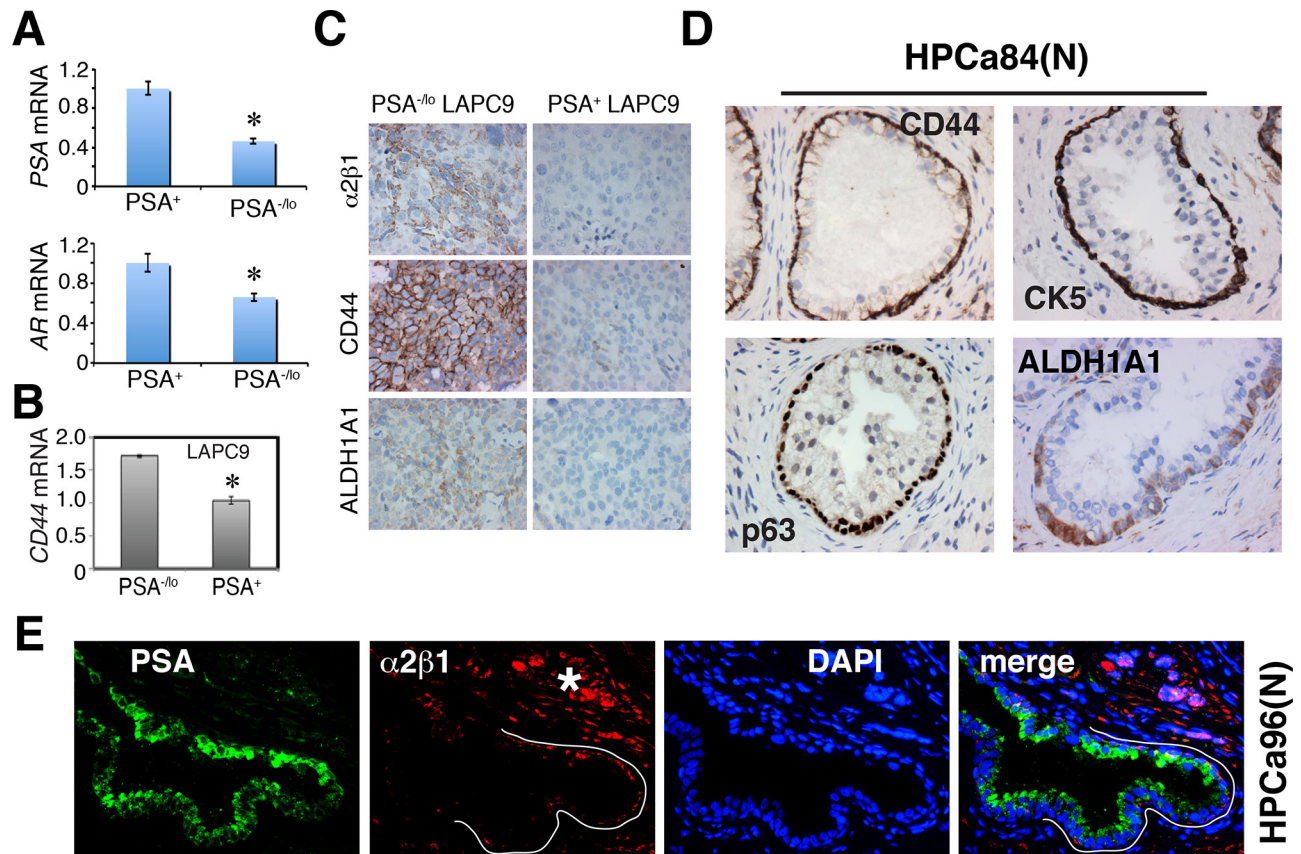 A
PSA mRNA
1.2
0.8
0.4
0
*
PSA⁺
PSA⁻/ˡᵒ
AR mRNA
1.2
0.8
0.4
0
*
PSA⁺
PSA⁻/ˡᵒ
B
CD44 mRNA
2.0
1.5
1.0
0.5
0
LAPC9
*
PSA⁻/ˡᵒ
PSA⁺
C
PSA⁻/ˡᵒ LAPC9
PSA⁺ LAPC9
α2β1
CD44
ALDH1A1
D
HPCa84(N)
CD44
CK5
p63
ALDH1A1
E
PSA
α2β1
*
DAPI
merge
HPCa96(N)